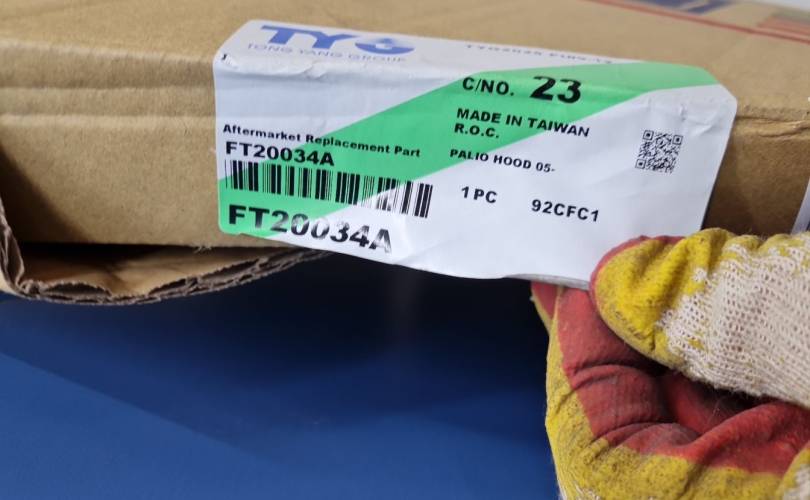 TYG
TONG YANG GROUP
C/NO. 23
MADE IN TAIWAN
R.O.C.
Aftermarket Replacement Part
FT20034A
PALIO HOOD 05-
1 PC 92CFC1
FT20034A